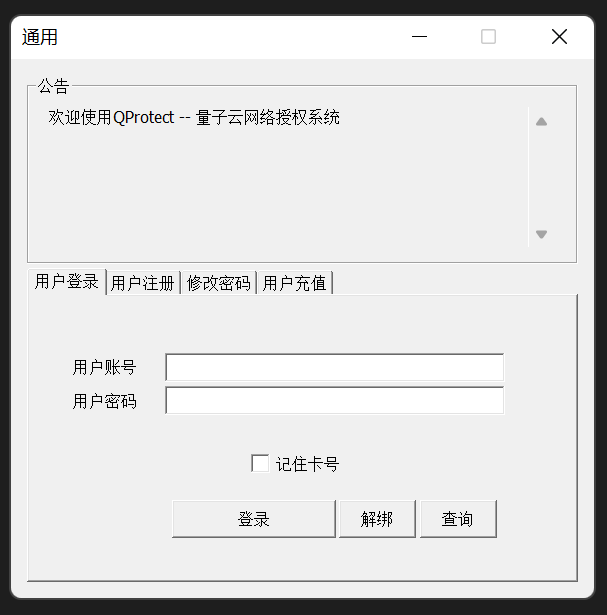 通用
公告
欢迎使用QProtect -- 量子云网络授权系统
用户登录 用户注册 修改密码 用户充值
用户账号
用户密码
记住卡号
登录 解绑 查询